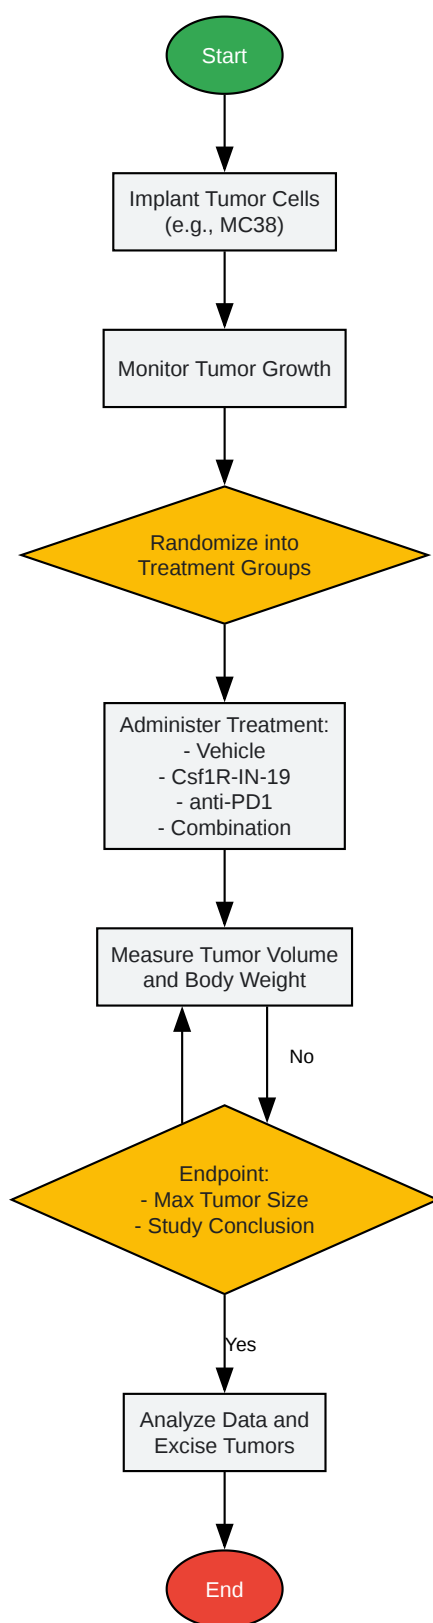 Start
Implant Tumor Cells
(e.g., MC38)
Monitor Tumor Growth
Randomize into
Treatment Groups
Administer Treatment:
- Vehicle
- Csf1R-IN-19
- anti-PD1
- Combination
Measure Tumor Volume
and Body Weight
No
Endpoint:
- Max Tumor Size
- Study Conclusion
Yes
Analyze Data and
Excise Tumors
End